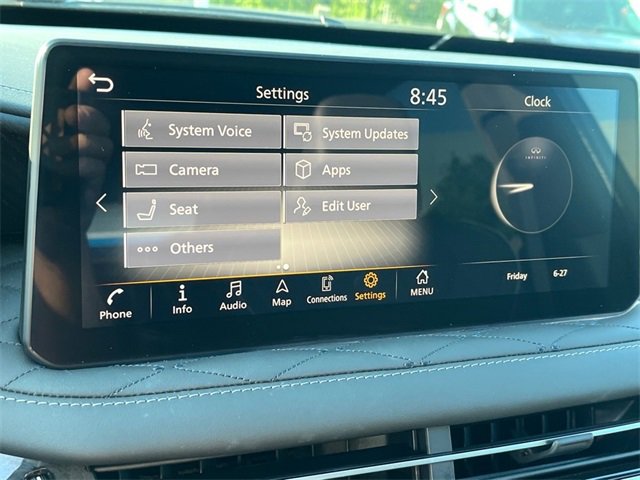 Settings
8:45
Clock
System Voice
System Updates
Camera
Apps
Seat
Edit User
Others
INFINITI
Friday 6-27
Phone
Info
Audio
Map
Connections
Settings
MENU